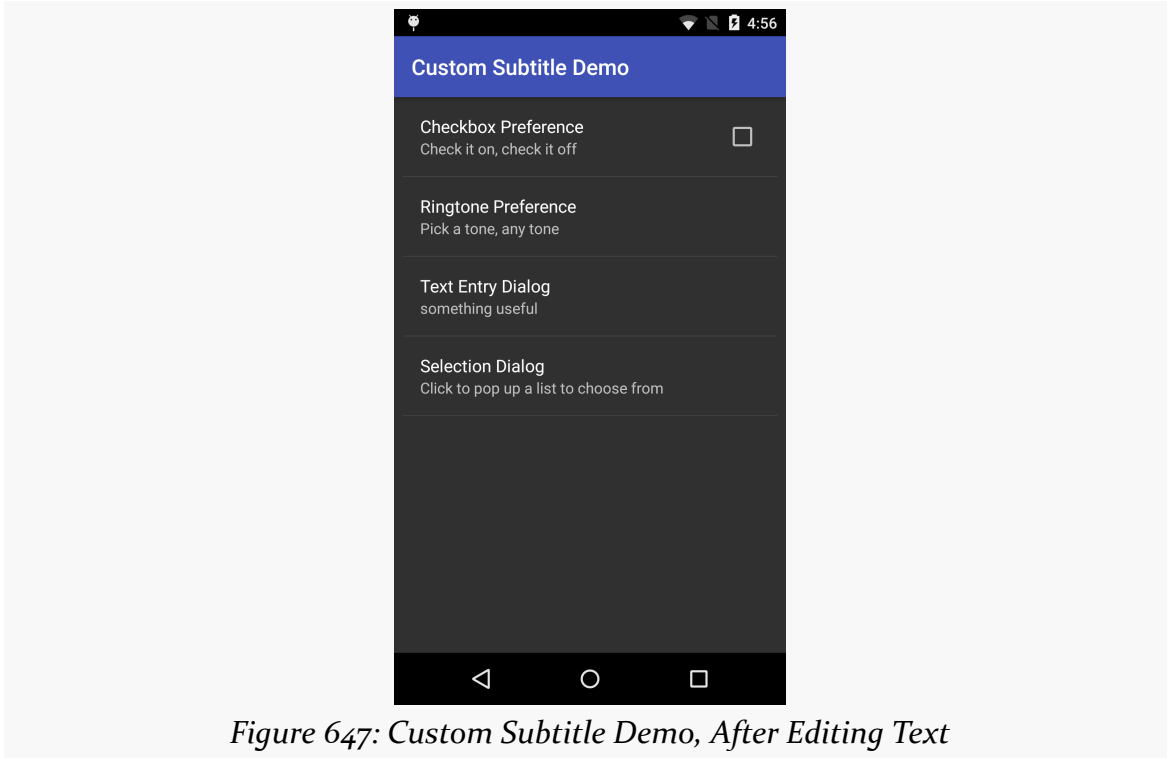 4:56
Custom Subtitle Demo
Checkbox Preference
Check it on, check it off
Ringtone Preference
Pick a tone, any tone
Text Entry Dialog
something useful
Selection Dialog
Click to pop up a list to choose from
Figure 647: Custom Subtitle Demo, After Editing Text